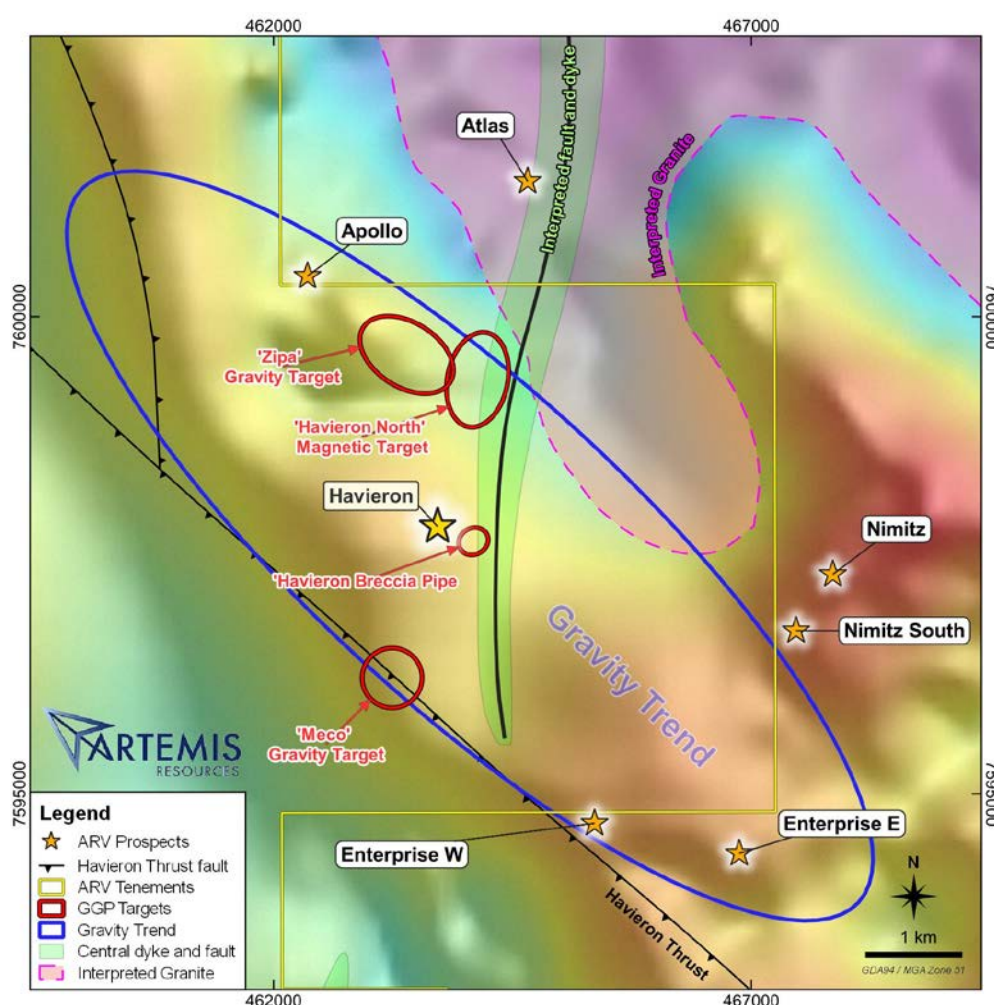 462000
467000
Atlas
Interpreted fault and dyke
Interpreted Granite
Apollo
7600000
7600000
'Zipa'
Gravity Target
'Havieron North'
Magnetic Target
Havieron
'Havieron Breccia Pipe
Nimitz
Nimitz South
Gravity Trend
'Meco'
Gravity Target
ARTEMIS
RESOURCES
7595000
7595000
Enterprise W
Enterprise E
Havieron Thrust
Legend
ARV Prospects
Havieron Thrust fault
ARV Tenements
GGP Targets
Gravity Trend
Central dyke and fault
Interpreted Granite
N
1 km
GDA94 / MGA Zone 51
462000
467000